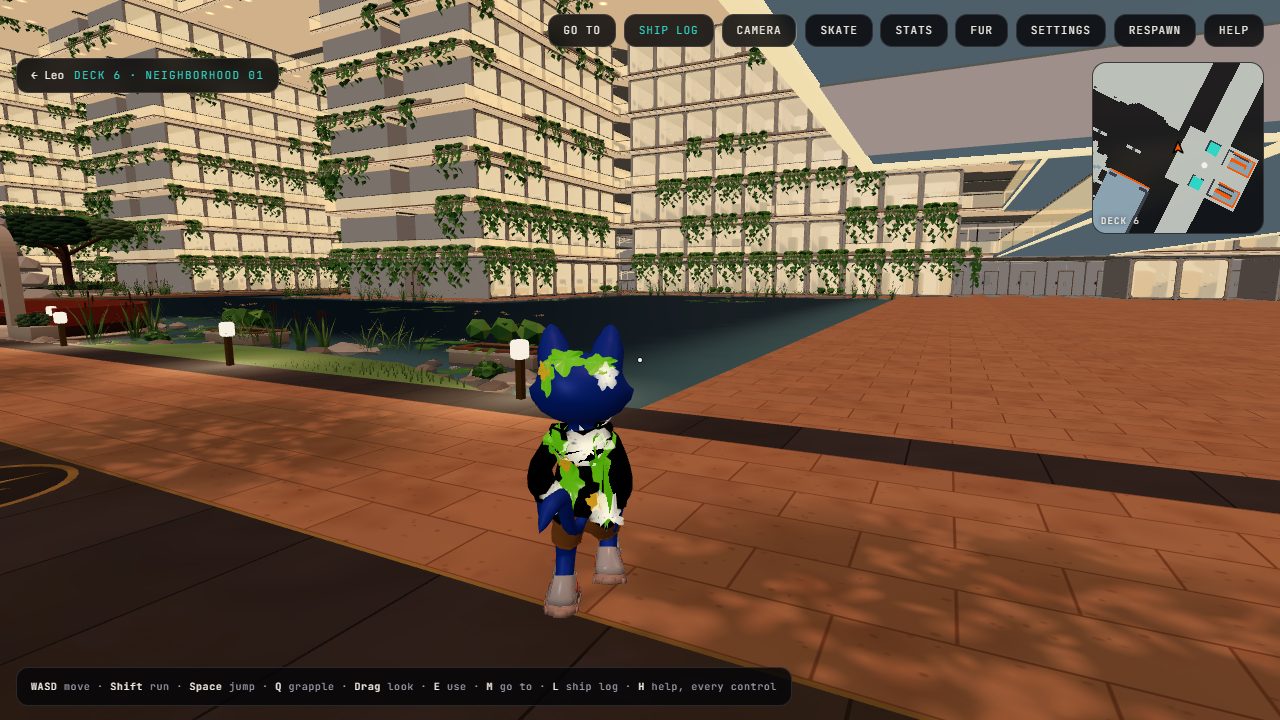 GO TO SHIP LOG CAMERA SKATE STATS FUR SETTINGS RESPAWN HELP
← Leo DECK 6 · NEIGHBORHOOD 01
DECK 6
WASD move · Shift run · Space jump · Q grapple · Drag look · E use · M go to · L ship log · H help, every control